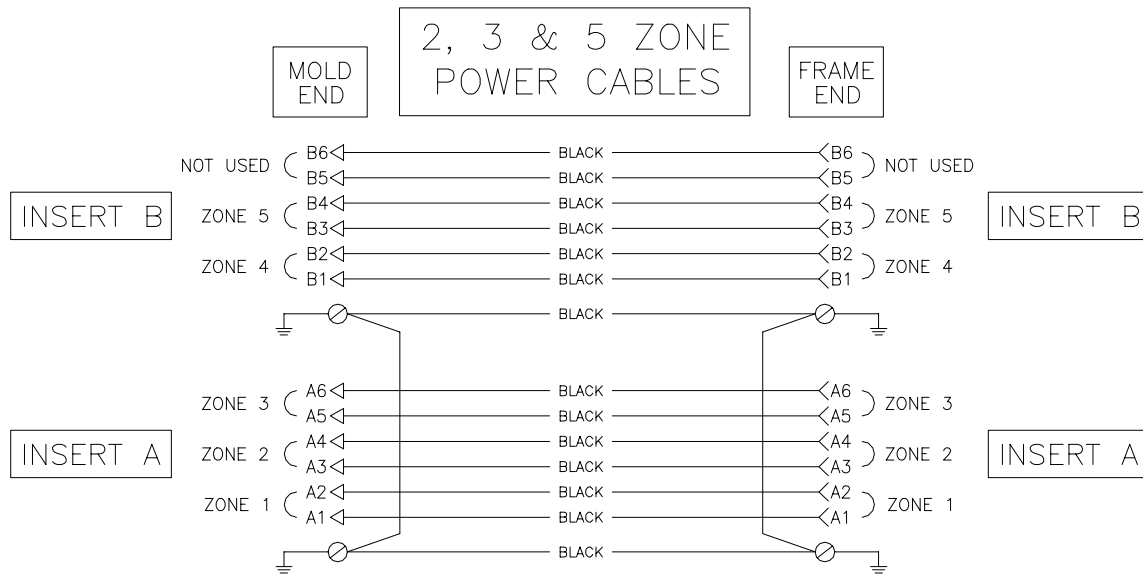 2, 3 & 5 ZONE
POWER CABLES
MOLD
END
FRAME
END
B6 BLACK B6
NOT USED NOT USED
B5 BLACK B5
B4 BLACK B4
INSERT B ZONE 5 ZONE 5 INSERT B
B3 BLACK B3
B2 BLACK B2
ZONE 4 ZONE 4
B1 BLACK B1
BLACK
A6 BLACK A6
ZONE 3 ZONE 3
A5 BLACK A5
A4 BLACK A4
INSERT A ZONE 2 ZONE 2 INSERT A
A3 BLACK A3
A2 BLACK A2
ZONE 1 ZONE 1
A1 BLACK A1
BLACK